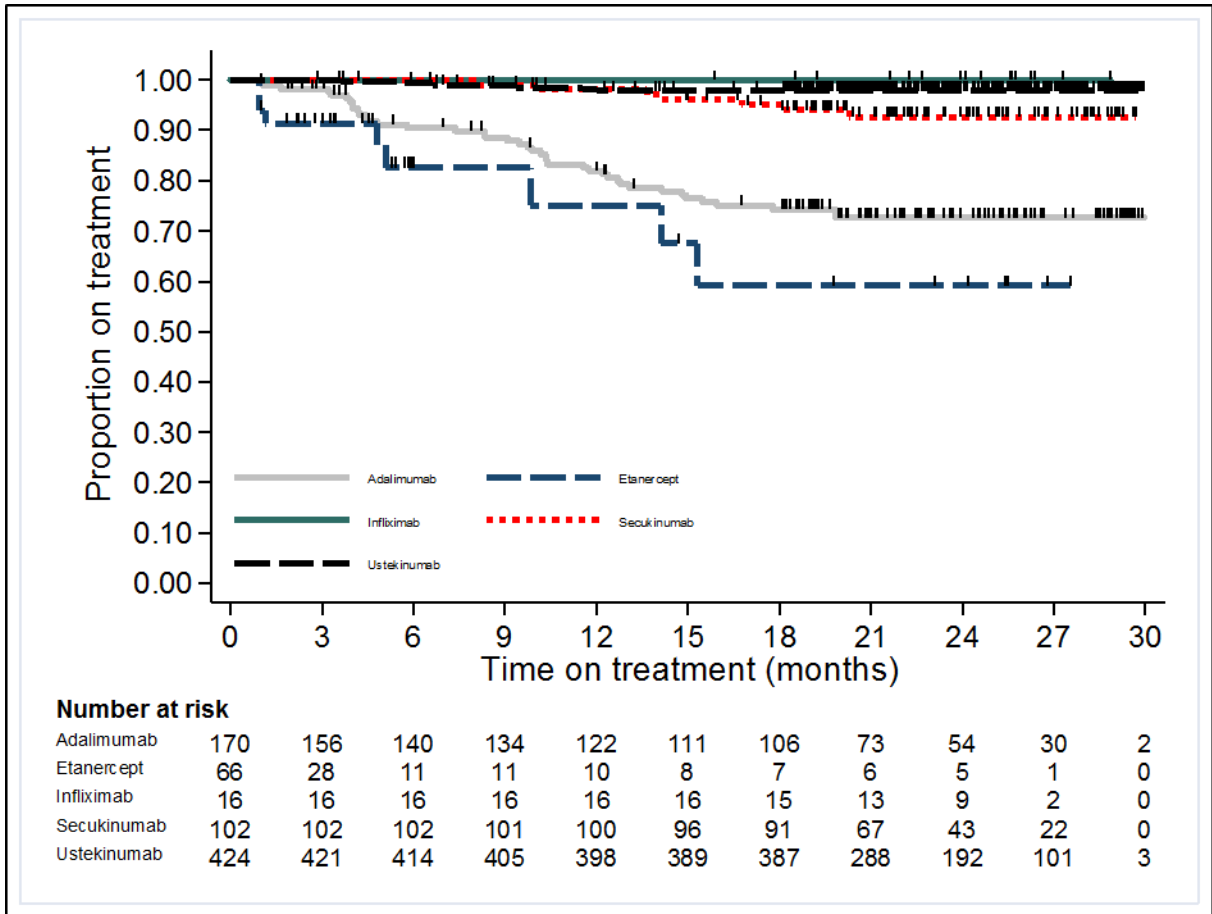 Proportion on treatment
1.00
0.90
0.80
0.70
0.60
0.50
0.40
0.30
0.20
0.10
0.00
Adalimumab Etanercept
Infliximab Secukinumab
Ustekinumab
0 3 6 9 12 15 18 21 24 27 30
Time on treatment (months)
Number at risk
Adalimumab 170 156 140 134 122 111 106 73 54 30 2
Etanercept 66 28 11 11 10 8 7 6 5 1 0
Infliximab 16 16 16 16 16 16 15 13 9 2 0
Secukinumab 102 102 102 101 100 96 91 67 43 22 0
Ustekinumab 424 421 414 405 398 389 387 288 192 101 3